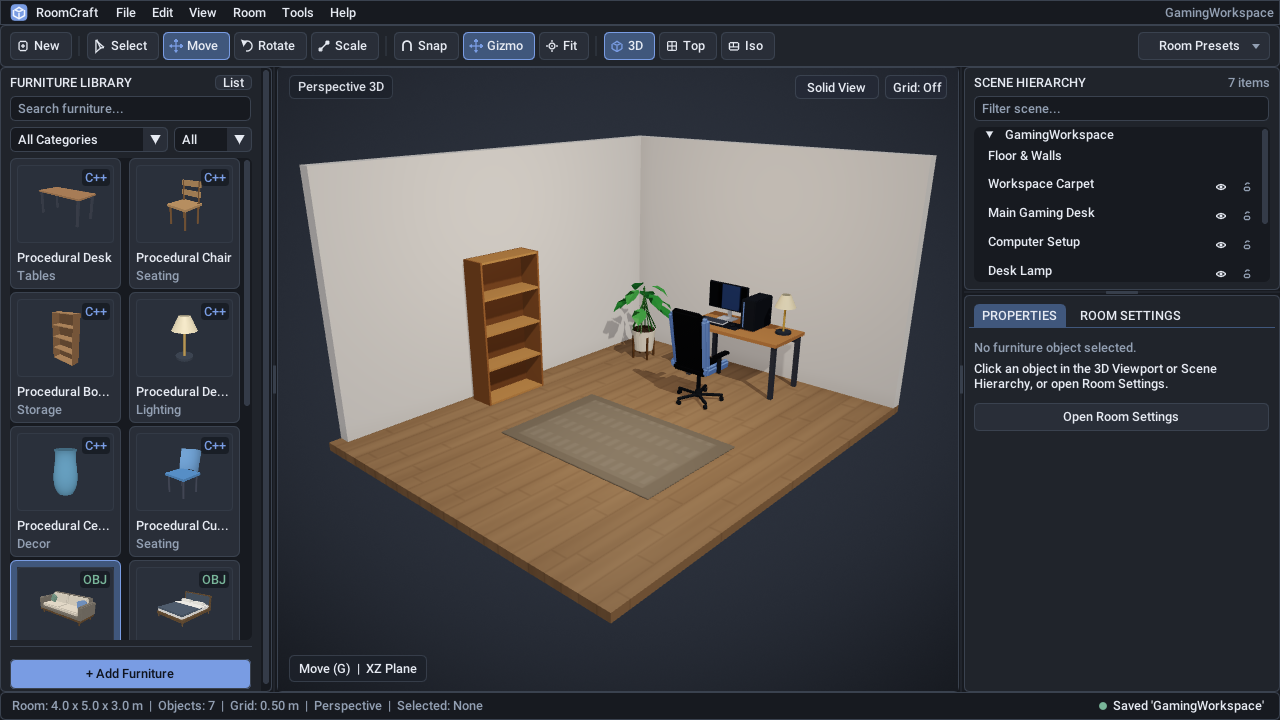 RoomCraft File Edit View Room Tools Help GamingWorkspace
New Select Move Rotate Scale Snap Gizmo Fit 3D Top Iso Room Presets
FURNITURE LIBRARY List
Search furniture...
All Categories All
C++ C++
Procedural Desk Procedural Chair
Tables Seating
C++ C++
Procedural Bo... Procedural De...
Storage Lighting
C++ C++
Procedural Ce... Procedural Cu...
Decor Seating
OBJ OBJ
+ Add Furniture
Perspective 3D Solid View Grid: Off
Move (G) | XZ Plane
SCENE HIERARCHY 7 items
Filter scene...
GamingWorkspace
Floor & Walls
Workspace Carpet
Main Gaming Desk
Computer Setup
Desk Lamp
PROPERTIES ROOM SETTINGS
No furniture object selected.
Click an object in the 3D Viewport or Scene
Hierarchy, or open Room Settings.
Open Room Settings
Room: 4.0 x 5.0 x 3.0 m | Objects: 7 | Grid: 0.50 m | Perspective | Selected: None Saved 'GamingWorkspace'